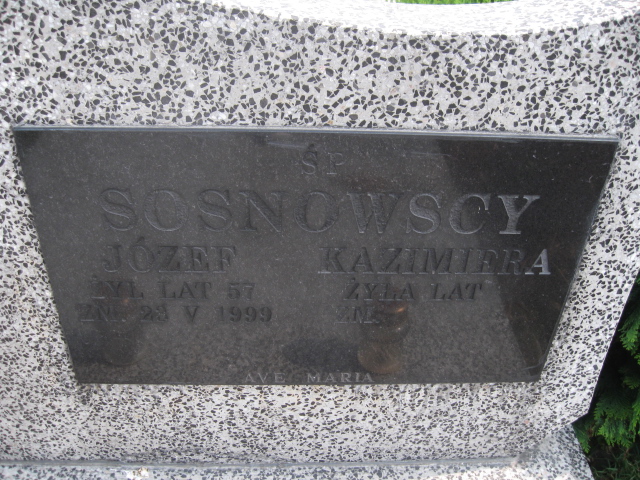 ŚP
SOSNOWSCY
JÓZEF KAZIMIERA
ŻYŁ LAT 57 ŻYŁA LAT
ZM. 23 V 1999 ZM.
AVE MARIA